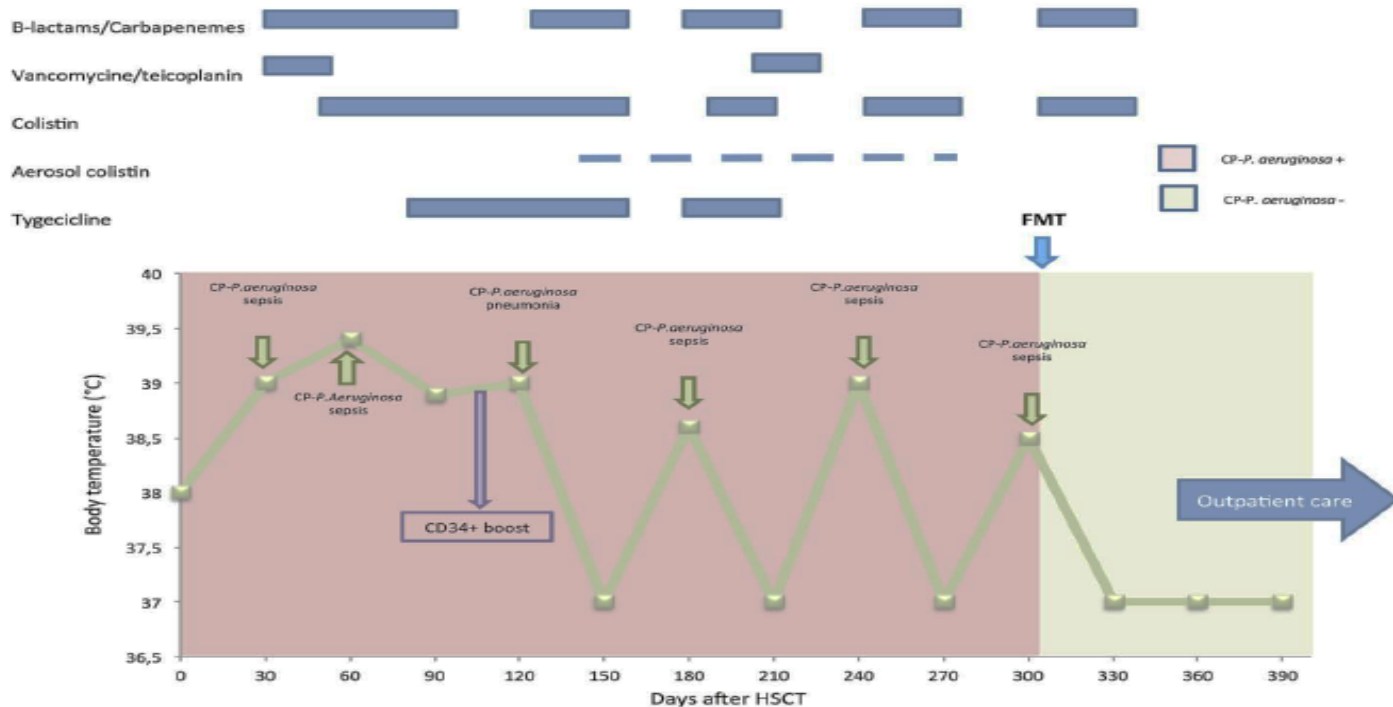 B-lactams/Carbapenemes
Vancomycine/teicoplanin
Colistin
Aerosol colistin
Tygecicline
CP-P. aeruginosa +
CP-P. aeruginosa -
FMT
40
39,5
39
38,5
38
37,5
37
36,5
Body temperature (°C)
CP-P.aeruginosa
sepsis
CP-P.Aeruginosa
sepsis
CP-P.aeruginosa
pneumonia
CP-P.aeruginosa
sepsis
CP-P.aeruginosa
sepsis
CP-P.aeruginosa
sepsis
CD34+ boost
Outpatient care
0 30 60 90 120 150 180 210 240 270 300 330 360 390
Days after HSCT